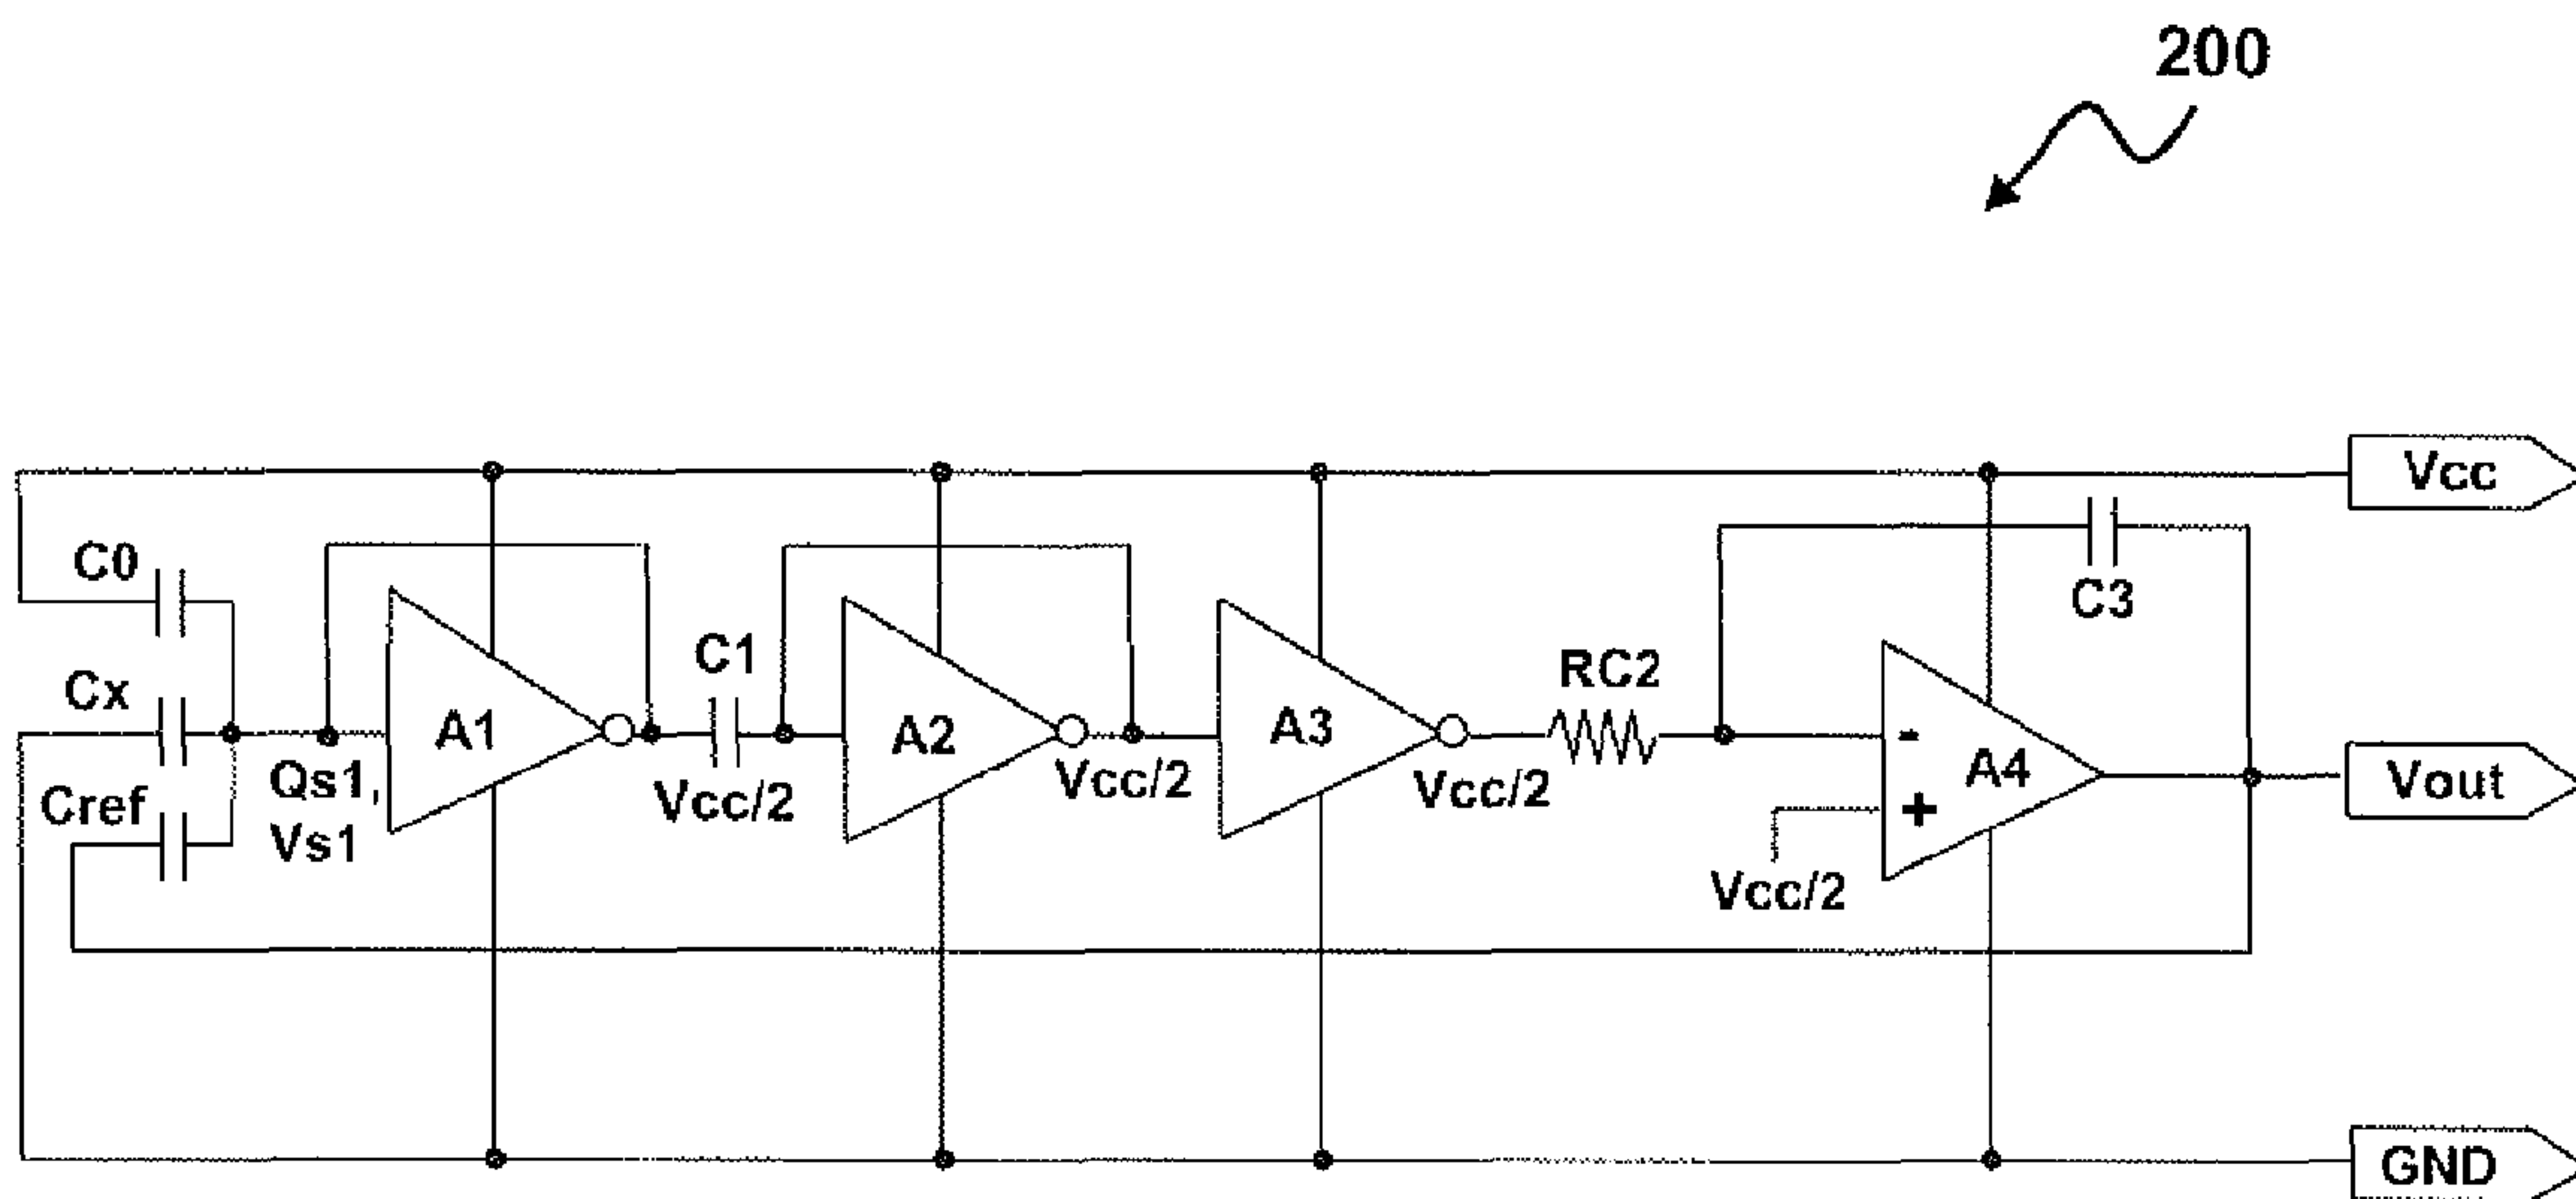 200
Vcc
C0
C3
C1
RC2
Cx
A1
A2
A3
-
A4
Vout
Cref
Qs1,
Vs1
Vcc/2
Vcc/2
Vcc/2
+
Vcc/2
GND